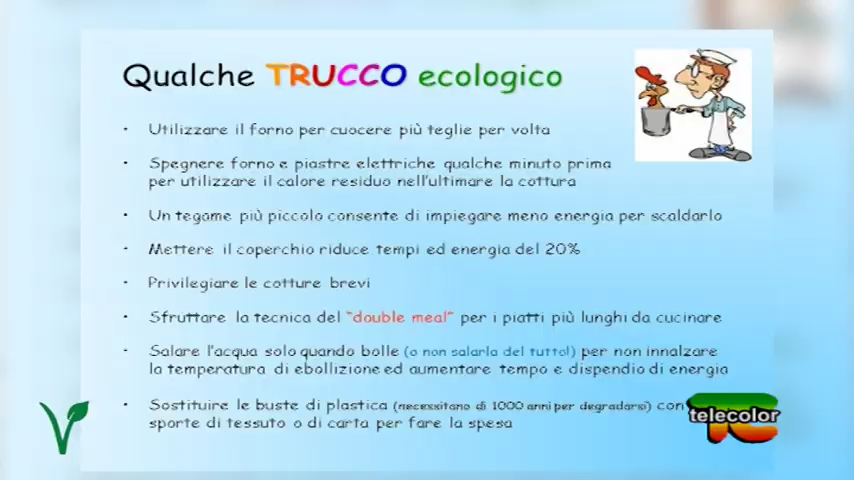 Qualche TRUCCO ecologico
• Utilizzare il forno per cuocere più teglie per volta
• Spegnere forno e piastre elettriche qualche minuto prima
per utilizzare il calore residuo nell'ultimare la cottura
• Un tegame più piccolo consente di impiegare meno energia per scaldarlo
• Mettere il coperchio riduce tempi ed energia del 20%
• Privilegiare le cotture brevi
• Sfruttare la tecnica del "double meal" per i piatti più lunghi da cucinare
• Salare l'acqua solo quando bolle (o non salarla del tutto!) per non innalzare
la temperatura di ebollizione ed aumentare tempo e dispendio di energia
• Sostituire le buste di plastica (necessitano di 1000 anni per degradarsi) con
sporte di tessuto o di carta per fare la spesa
telecolor